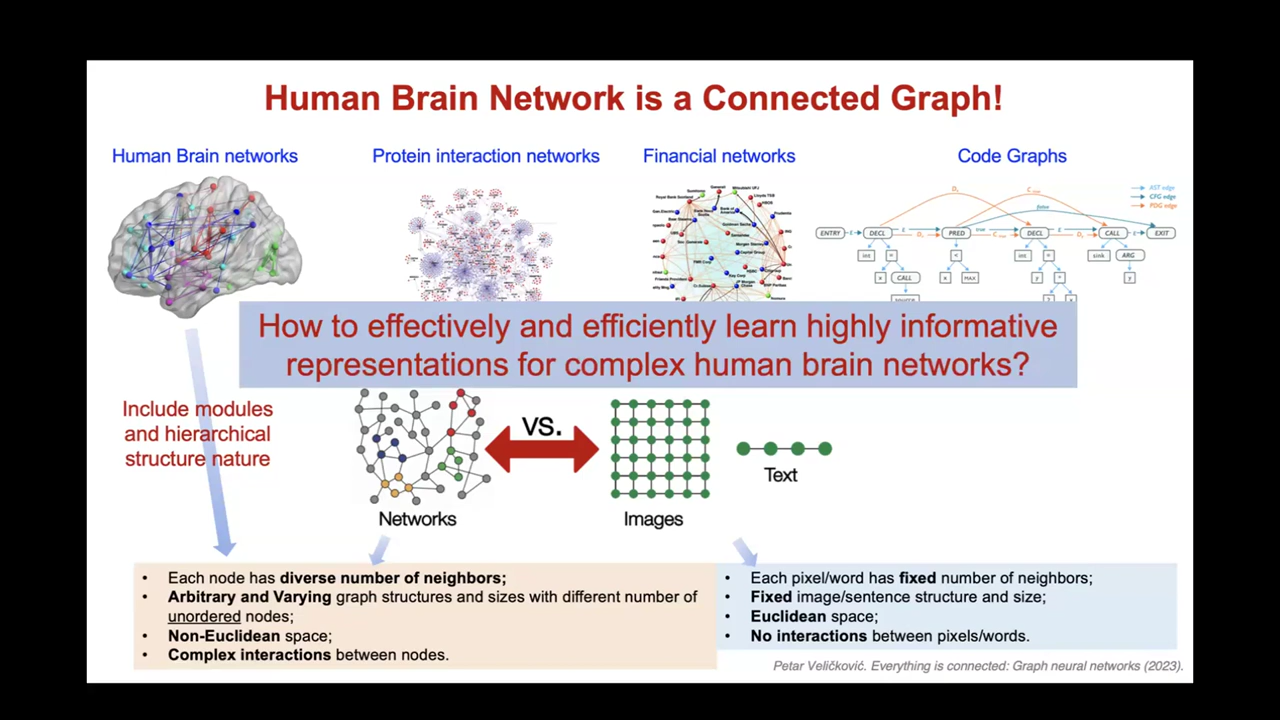 Human Brain Network is a Connected Graph!
Human Brain networks
Protein interaction networks
Financial networks
Code Graphs
AST edge
CFG edge
PDG edge
false
true
ENTRY
DECL
PRED
DECL
CALL
EXIT
int
=
<
int
=
sink
ARG
x
CALL
x
MAX
y
*
y
How to effectively and efficiently learn highly informative
representations for complex human brain networks?
Include modules
and hierarchical
structure nature
VS.
Networks
Images
Text
• Each node has diverse number of neighbors;
• Arbitrary and Varying graph structures and sizes with different number of
unordered nodes;
• Non-Euclidean space;
• Complex interactions between nodes.
• Each pixel/word has fixed number of neighbors;
• Fixed image/sentence structure and size;
• Euclidean space;
• No interactions between pixels/words.
Petar Veličković. Everything is connected: Graph neural networks (2023).